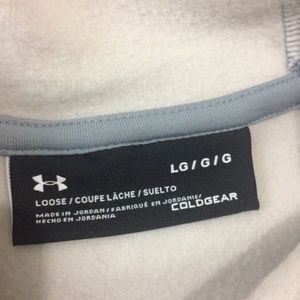 LG / G / G
LOOSE / COUPE LÂCHE / SUELTO
MADE IN JORDAN / FABRIQUÉ EN JORDANIE /
HECHO EN JORDANIA
COLDGEAR